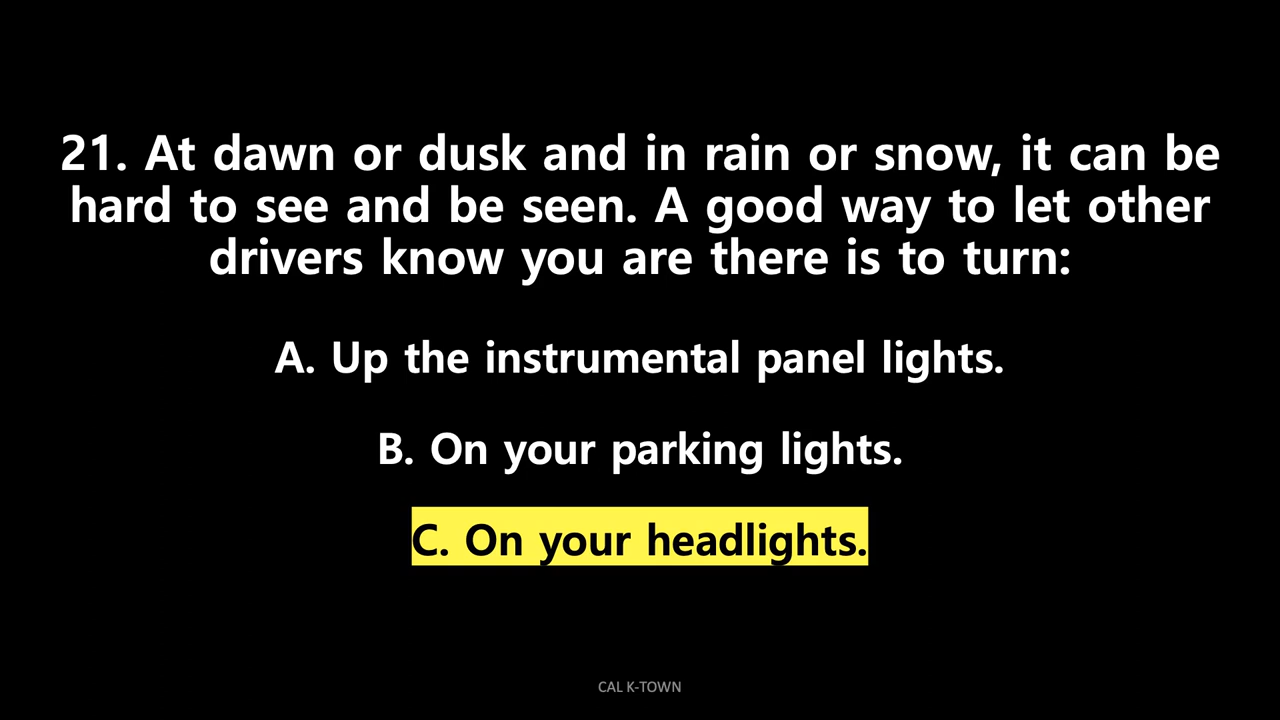 21. At dawn or dusk and in rain or snow, it can be
hard to see and be seen. A good way to let other
drivers know you are there is to turn:
A. Up the instrumental panel lights.
B. On your parking lights.
C. On your headlights.
CAL K-TOWN